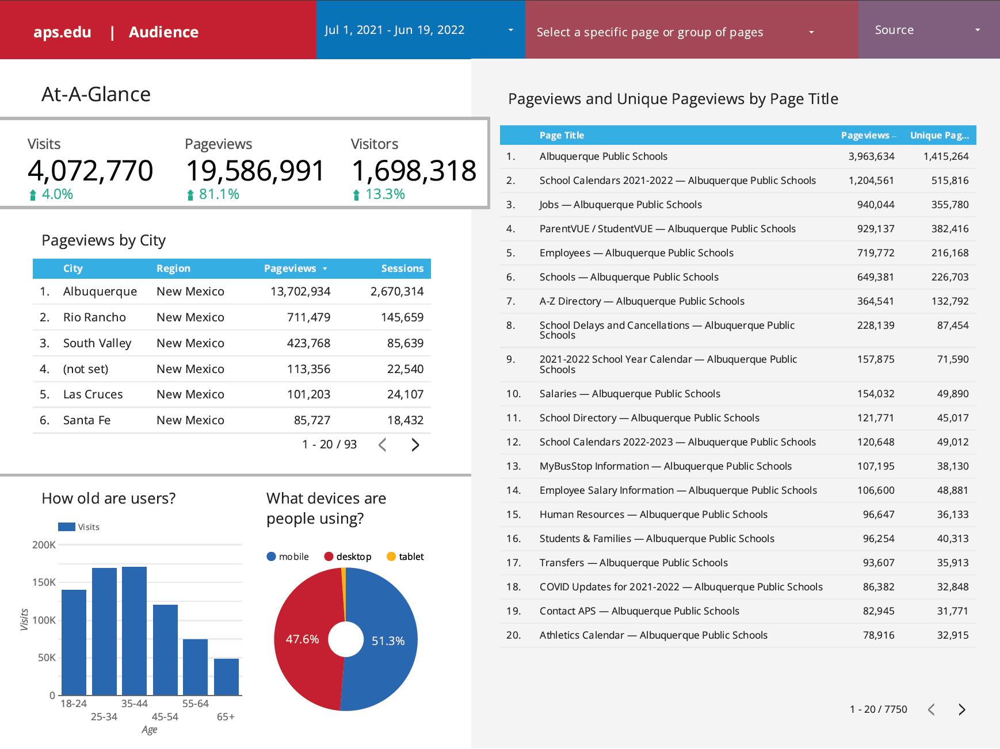 aps.edu | Audience
Jul 1, 2021 - Jun 19, 2022
Select a specific page or group of pages
Source
At-A-Glance
Visits
4,072,770
4.0%
Pageviews
19,586,991
81.1%
Visitors
1,698,318
13.3%
Pageviews by City
City Region Pageviews Sessions
1. Albuquerque New Mexico 13,702,934 2,670,314
2. Rio Rancho New Mexico 711,479 145,659
3. South Valley New Mexico 423,768 85,639
4. (not set) New Mexico 113,356 22,540
5. Las Cruces New Mexico 101,203 24,107
6. Santa Fe New Mexico 85,727 18,432
1 - 20 / 93
How old are users?
Visits
200K
150K
100K
50K
0
Visits
18-24 35-44 55-64
25-34 45-54 65+
Age
What devices are
people using?
mobile desktop tablet
47.6% 51.3%
Pageviews and Unique Pageviews by Page Title
Page Title Pageviews ... Unique Pag...
1. Albuquerque Public Schools 3,963,634 1,415,264
2. School Calendars 2021-2022 — Albuquerque Public Schools 1,204,561 515,816
3. Jobs — Albuquerque Public Schools 940,044 355,780
4. ParentVUE / StudentVUE — Albuquerque Public Schools 929,137 382,416
5. Employees — Albuquerque Public Schools 719,772 216,168
6. Schools — Albuquerque Public Schools 649,381 226,703
7. A-Z Directory — Albuquerque Public Schools 364,541 132,792
8. School Delays and Cancellations — Albuquerque Public 228,139 87,454
Schools
9. 2021-2022 School Year Calendar — Albuquerque Public 157,875 71,590
Schools
10. Salaries — Albuquerque Public Schools 154,032 49,890
11. School Directory — Albuquerque Public Schools 121,771 45,017
12. School Calendars 2022-2023 — Albuquerque Public Schools 120,648 49,012
13. MyBusStop Information — Albuquerque Public Schools 107,195 38,130
14. Employee Salary Information — Albuquerque Public Schools 106,600 48,881
15. Human Resources — Albuquerque Public Schools 96,647 36,133
16. Students & Families — Albuquerque Public Schools 96,254 40,313
17. Transfers — Albuquerque Public Schools 93,607 35,913
18. COVID Updates for 2021-2022 — Albuquerque Public Schools 86,382 32,848
19. Contact APS — Albuquerque Public Schools 82,945 31,771
20. Athletics Calendar — Albuquerque Public Schools 78,916 32,915
1 - 20 / 7750